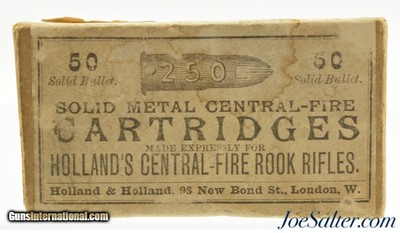 50 50
Solid Bullet. Solid Bullet.
250
SOLID METAL CENTRAL-FIRE
CARTRIDGES
MADE EXPRESSLY FOR
HOLLAND'S CENTRAL-FIRE ROOK RIFLES.
Holland & Holland. 98 New Bond St., London, W.
GunsInternational.com
JoeSalter.com